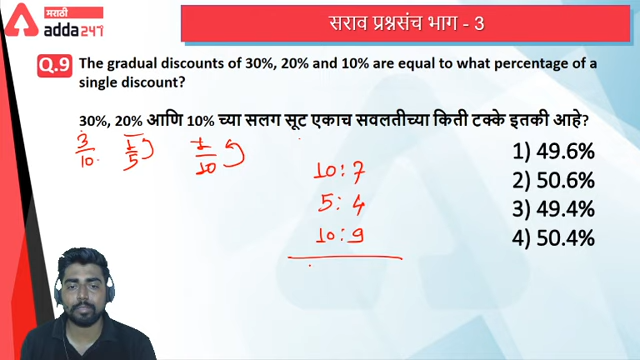 मराठी
adda247
सराव प्रश्नसंच भाग - 3
Q.9 The gradual discounts of 30%, 20% and 10% are equal to what percentage of a
single discount?
30%, 20% आणि 10% च्या सलग सूट एकाच सवलतीच्या किती टक्के इतकी आहे?
3/10 1/5 1/10
10:7
5:4
10:9
1) 49.6%
2) 50.6%
3) 49.4%
4) 50.4%